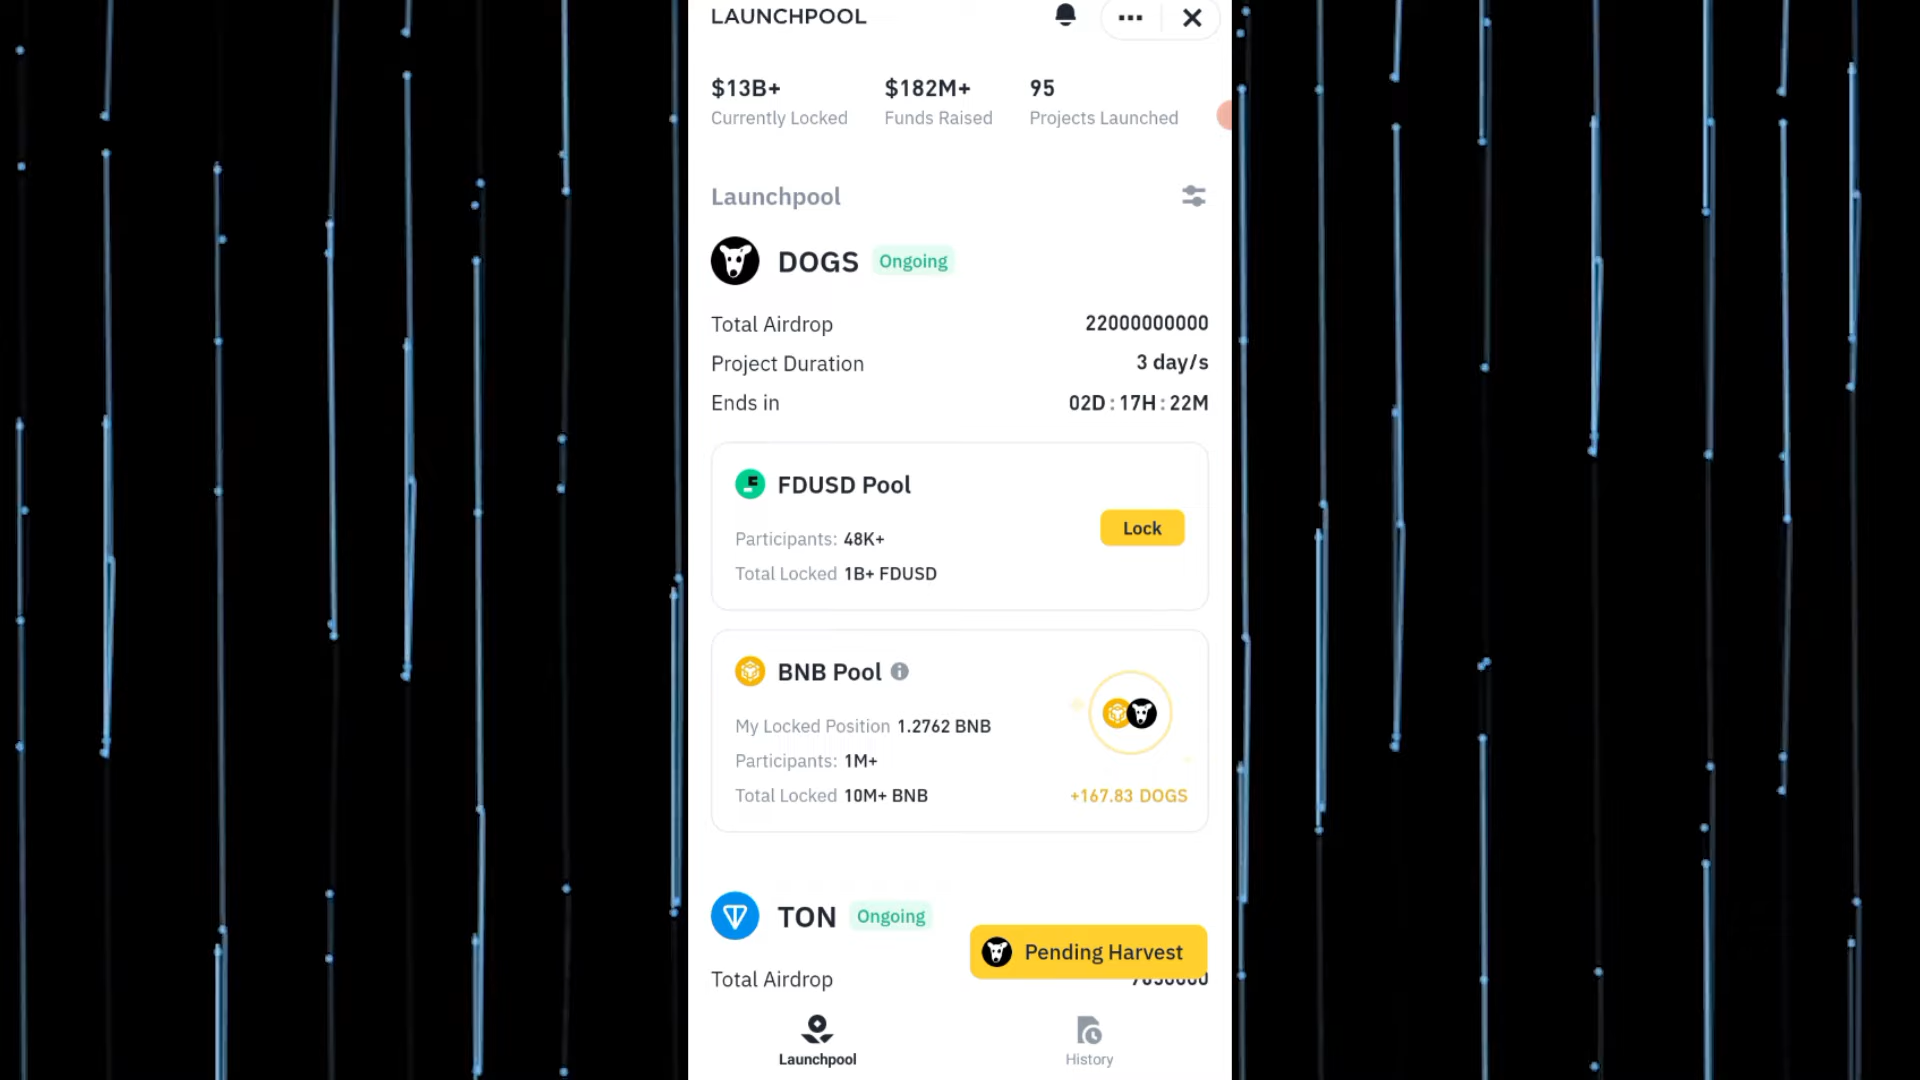 LAUNCHPOOL
$13B+ $182M+ 95
Currently Locked Funds Raised Projects Launched
Launchpool
DOGS Ongoing
Total Airdrop 22000000000
Project Duration 3 day/s
Ends in 02D : 17H : 22M
FDUSD Pool
Lock
Participants: 48K+
Total Locked 1B+ FDUSD
BNB Pool
My Locked Position 1.2762 BNB
Participants: 1M+
Total Locked 10M+ BNB +167.83 DOGS
TON Ongoing
Pending Harvest
Total Airdrop
Launchpool History